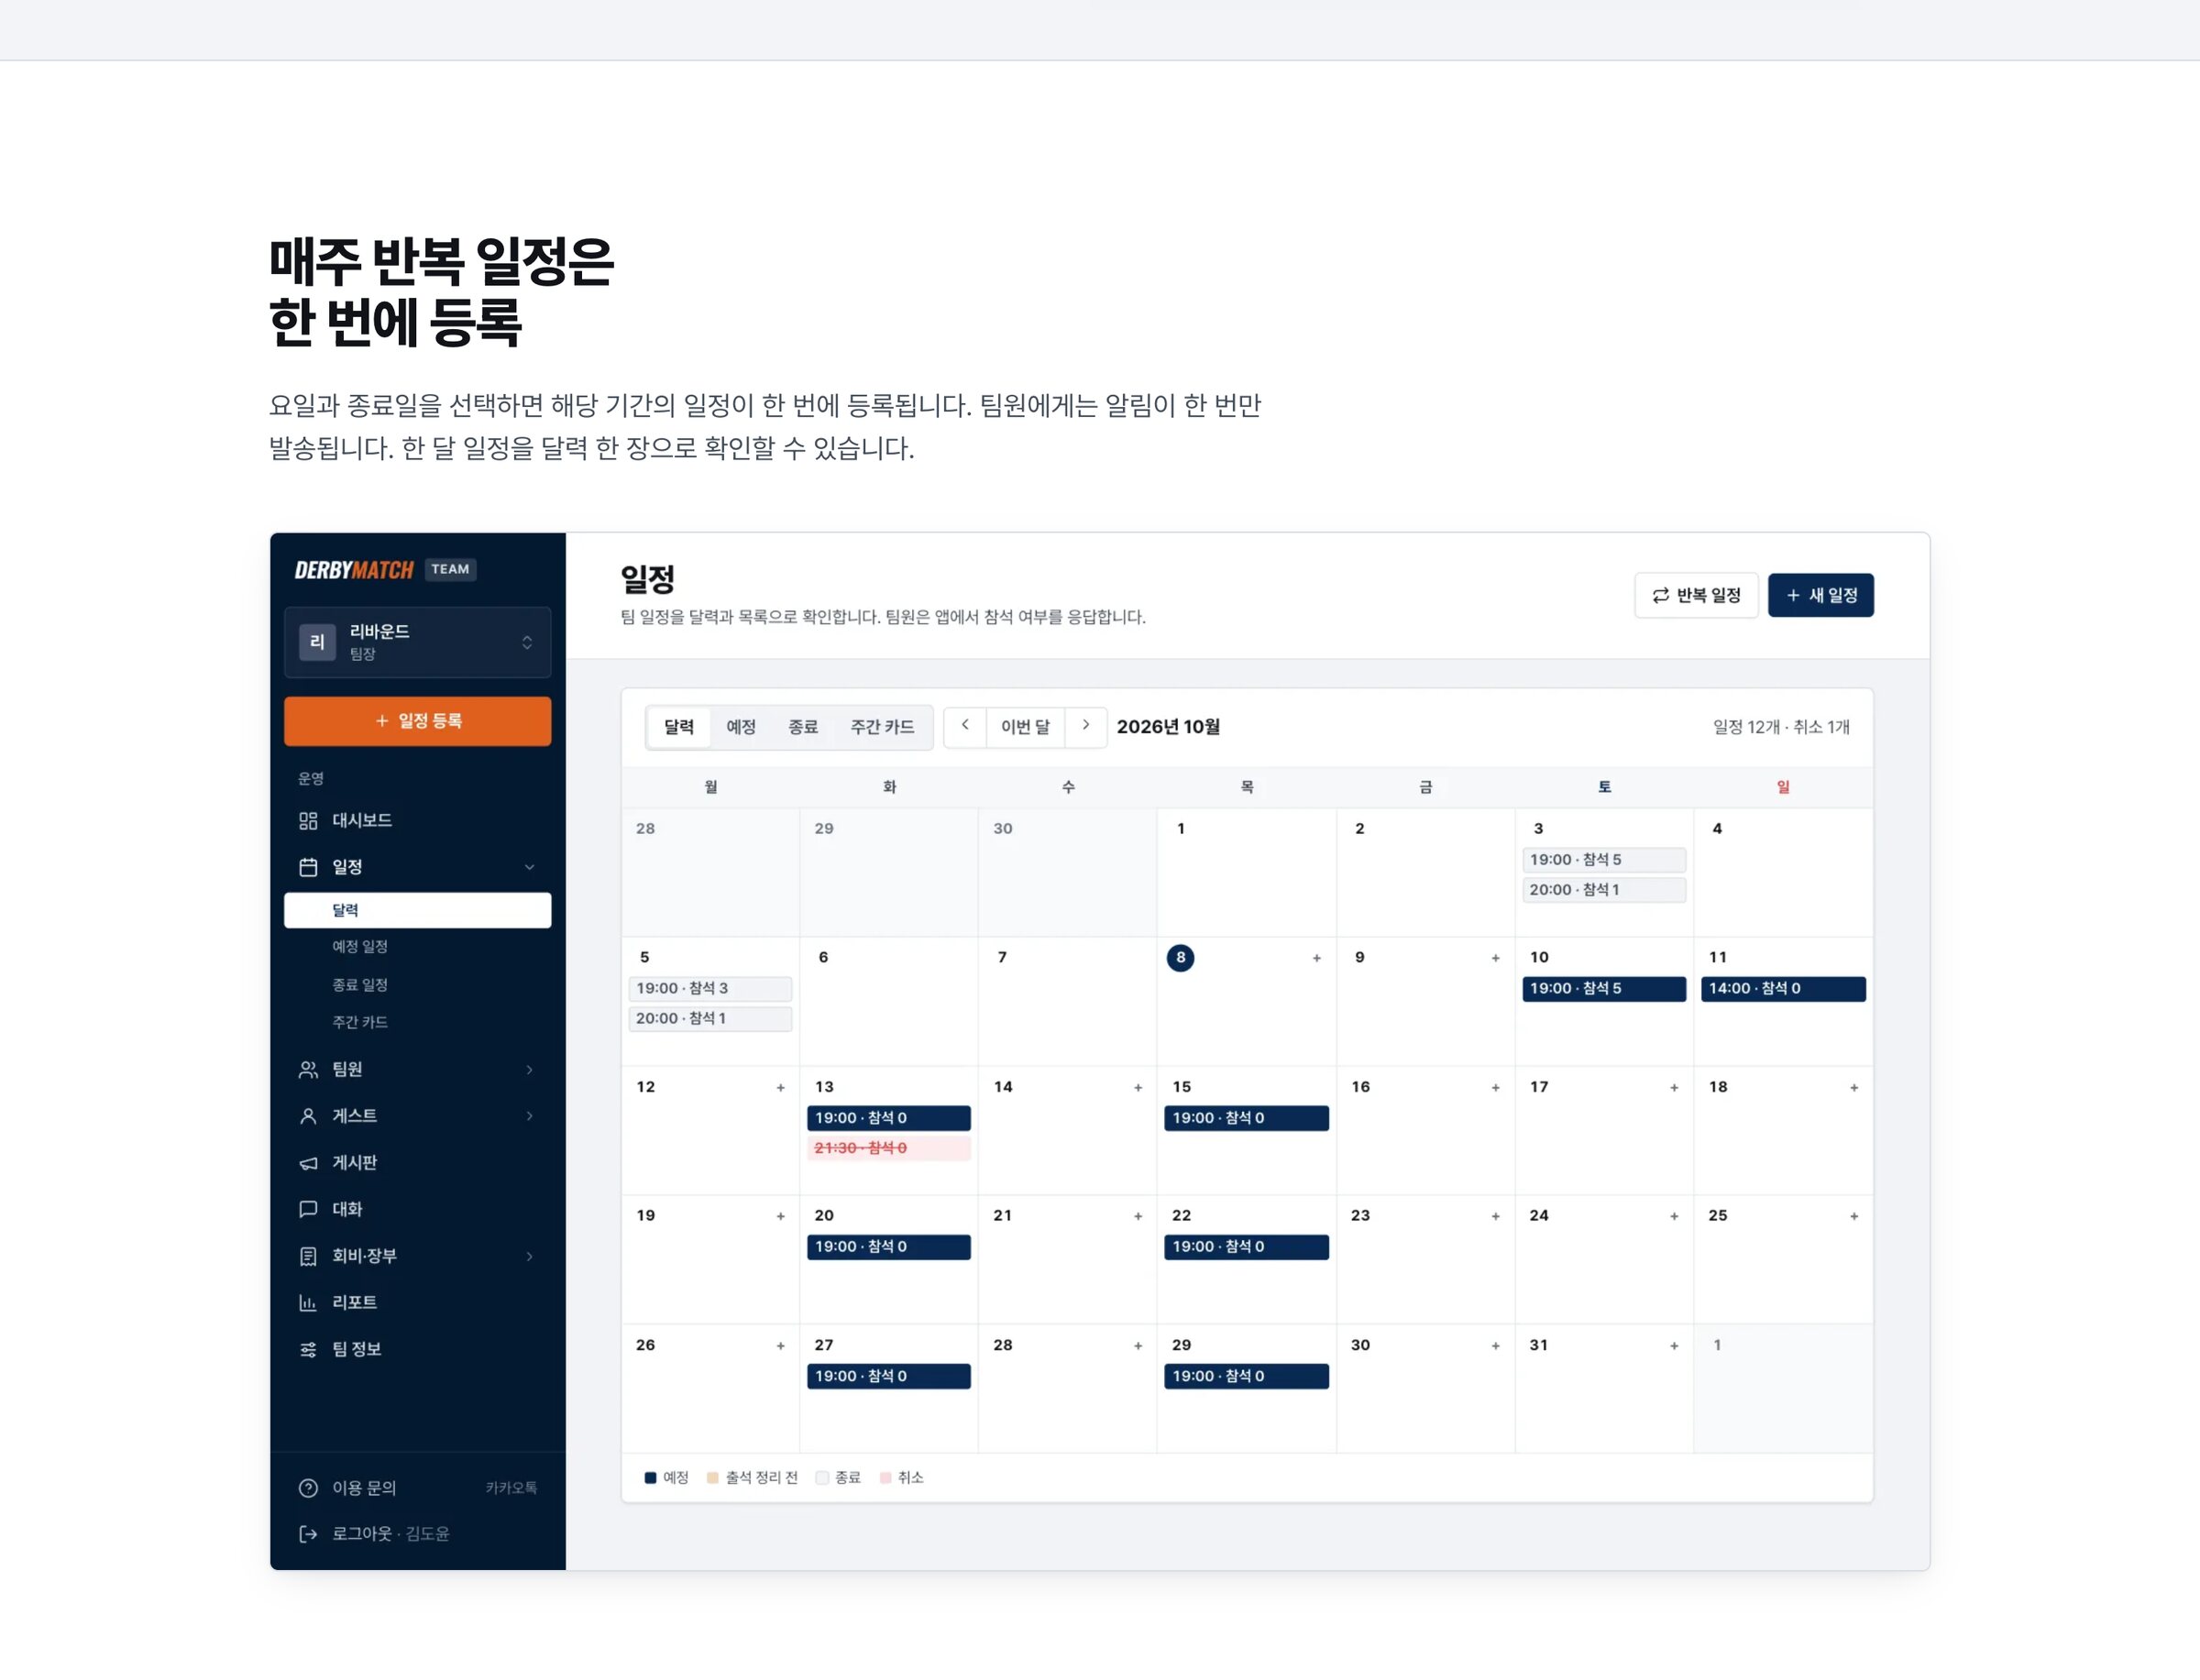 매주 반복 일정은
한 번에 등록
요일과 종료일을 선택하면 해당 기간의 일정이 한 번에 등록됩니다. 팀원에게는 알림이 한 번만
발송됩니다. 한 달 일정을 달력 한 장으로 확인할 수 있습니다.
DERBYMATCH TEAM
리 리바운드
팀장
+ 일정 등록
운영
대시보드
일정
달력
예정 일정
종료 일정
주간 카드
팀원
게스트
게시판
대화
회비·장부
리포트
팀 정보
이용 문의 카카오톡
로그아웃 · 김도윤
일정
팀 일정을 달력과 목록으로 확인합니다. 팀원은 앱에서 참석 여부를 응답합니다.
반복 일정 + 새 일정
달력 예정 종료 주간 카드 < 이번 달 > 2026년 10월 일정 12개 · 취소 1개
월 화 수 목 금 토 일
28 29 30 1 2 3 4
19:00 · 참석 5
20:00 · 참석 1
5 6 7 8 + 9 + 10 11
19:00 · 참석 3 19:00 · 참석 5 14:00 · 참석 0
20:00 · 참석 1
12 + 13 14 + 15 16 + 17 + 18 +
19:00 · 참석 0 19:00 · 참석 0
21:30 · 참석 0
19 + 20 21 + 22 23 + 24 + 25 +
19:00 · 참석 0 19:00 · 참석 0
26 + 27 28 + 29 30 + 31 + 1
19:00 · 참석 0 19:00 · 참석 0
예정 출석 정리 전 종료 취소